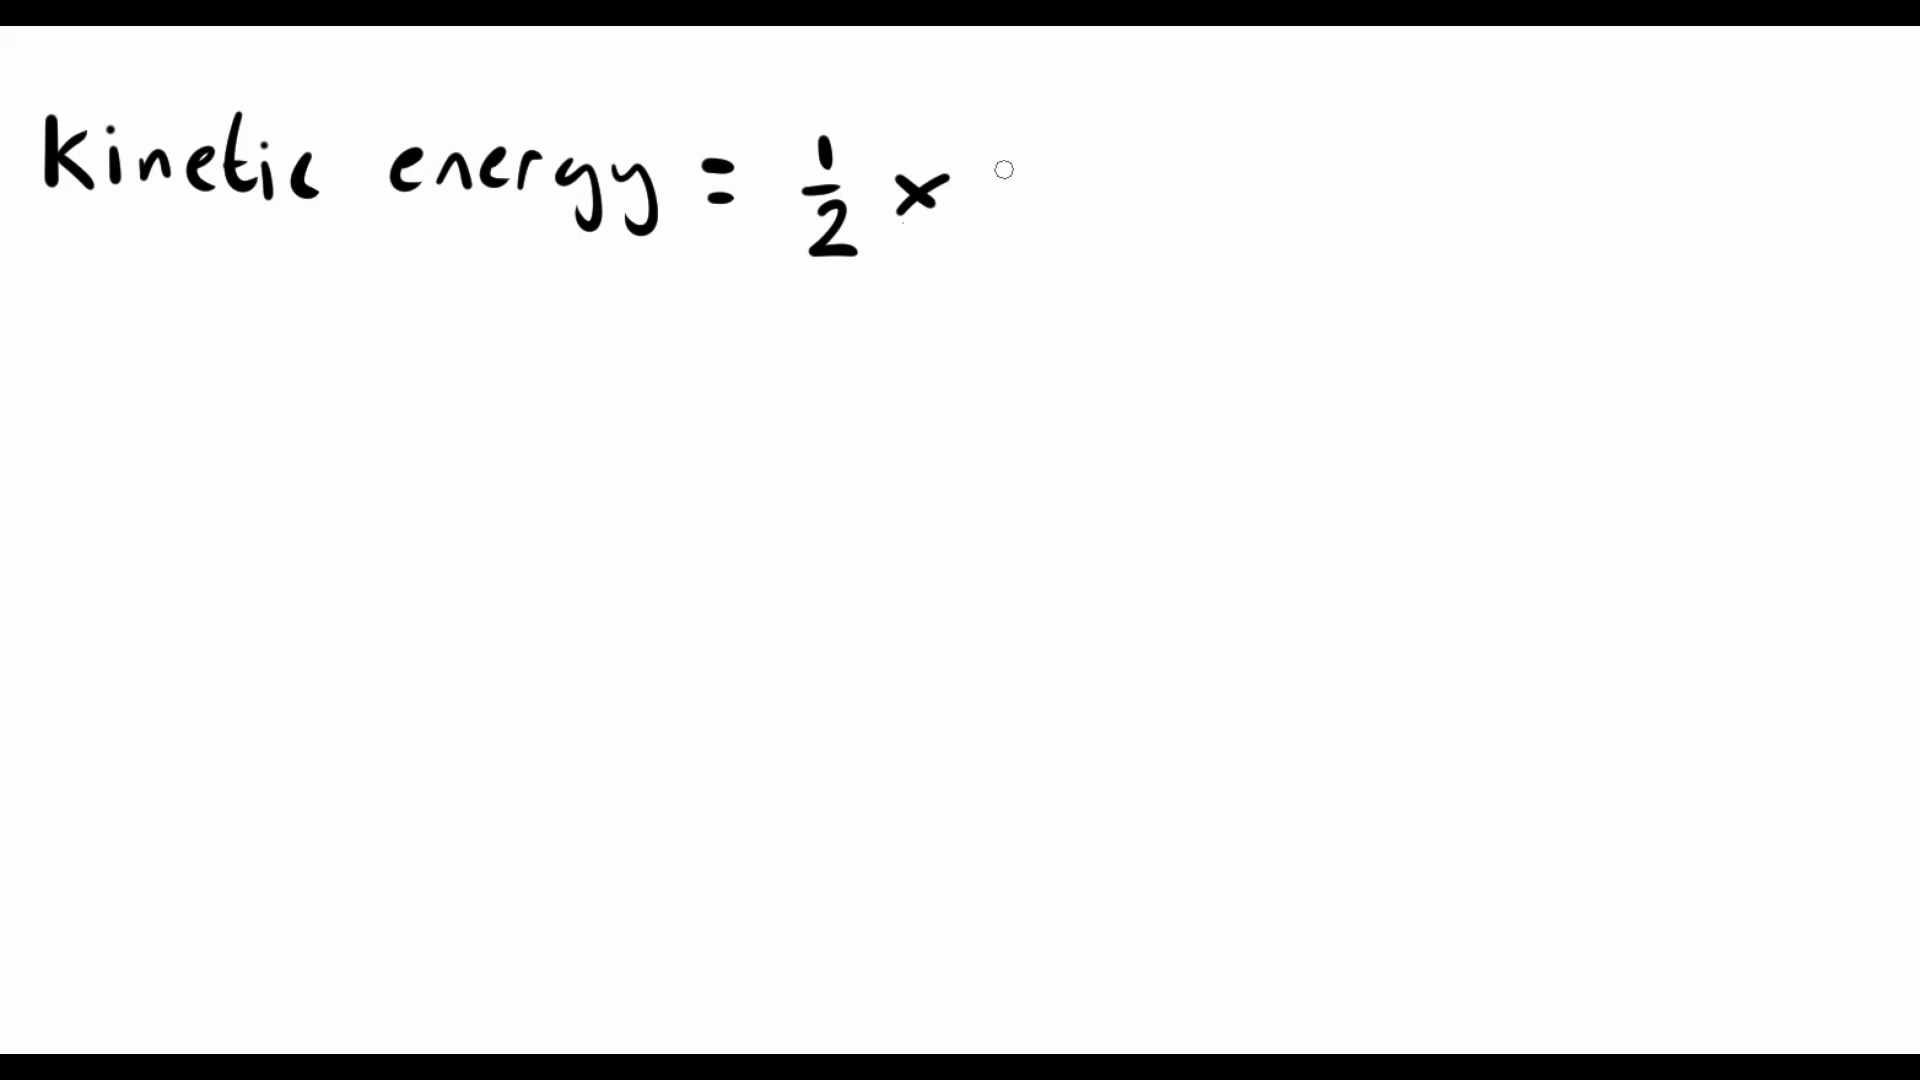 Kinetic energy = 1/2 ×